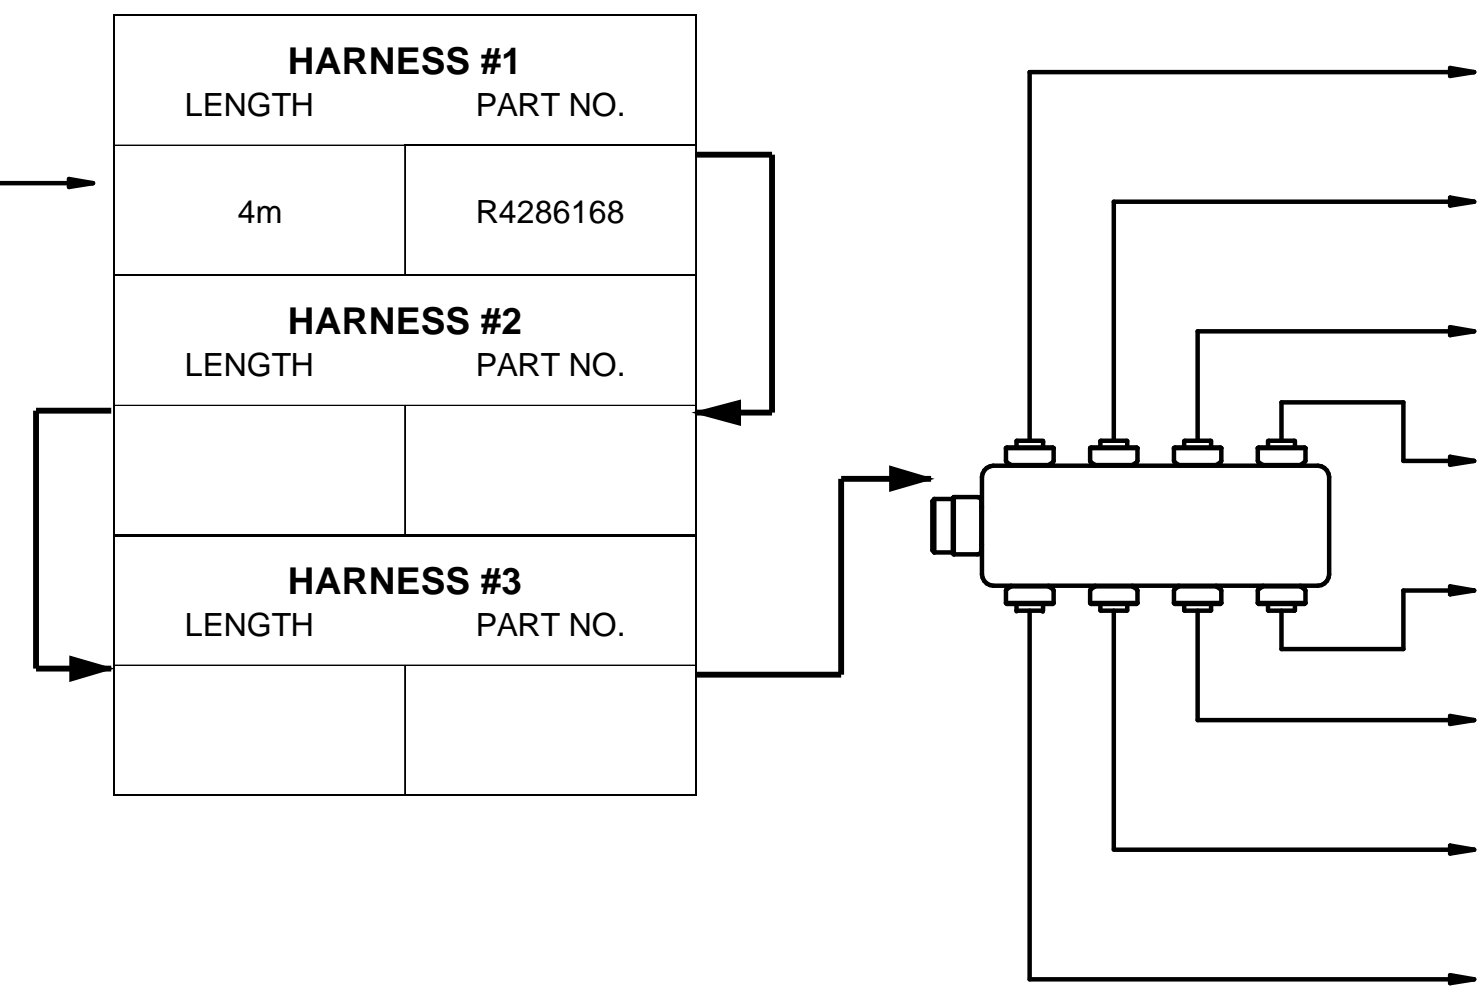 HARNESS #1
LENGTH PART NO.
4m R4286168
HARNESS #2
LENGTH PART NO.
HARNESS #3
LENGTH PART NO.